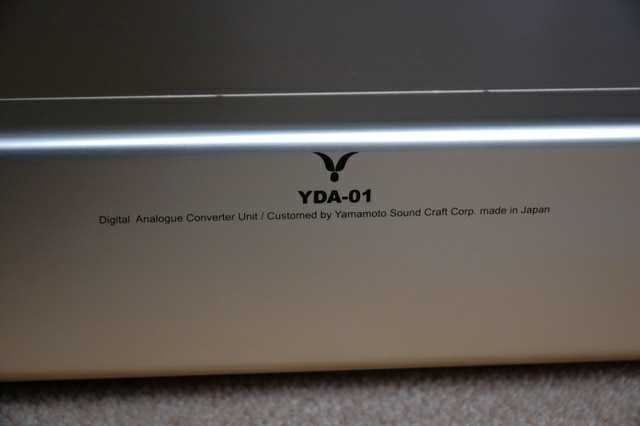 YDA-01
Digital Analogue Converter Unit / Customed by Yamamoto Sound Craft Corp. made in Japan